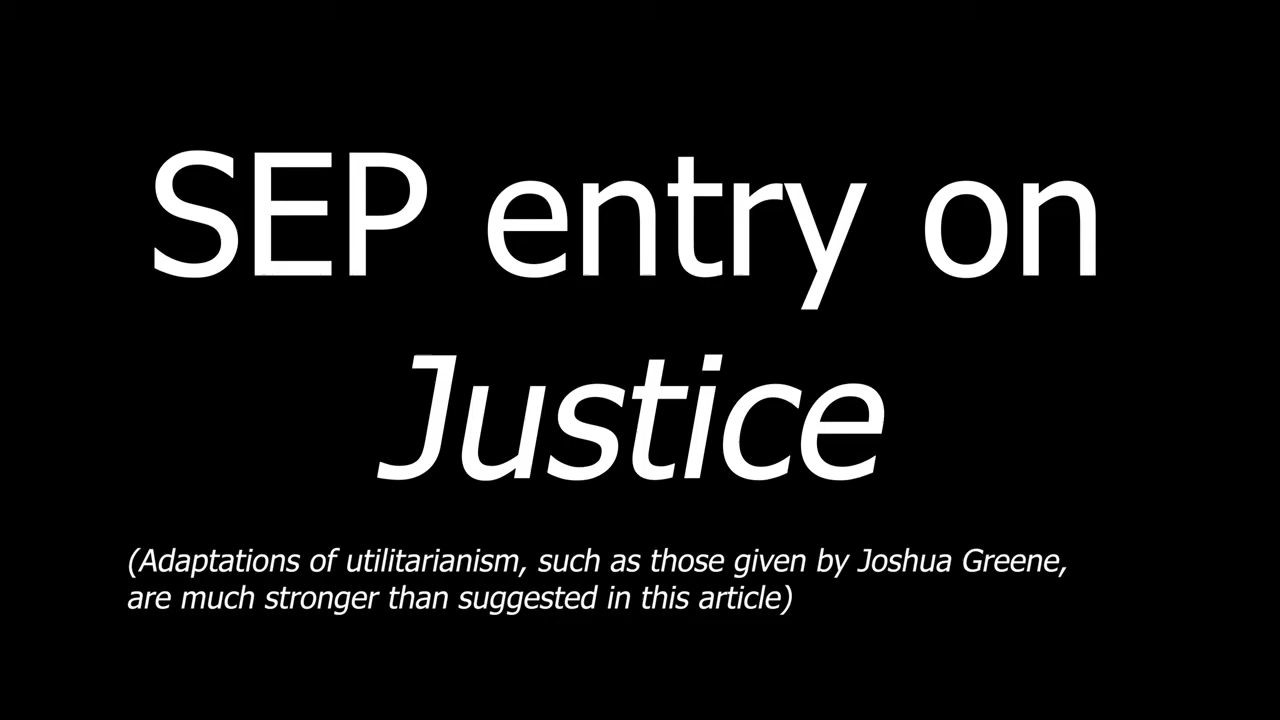 SEP entry on
Justice
(Adaptations of utilitarianism, such as those given by Joshua Greene,
are much stronger than suggested in this article)